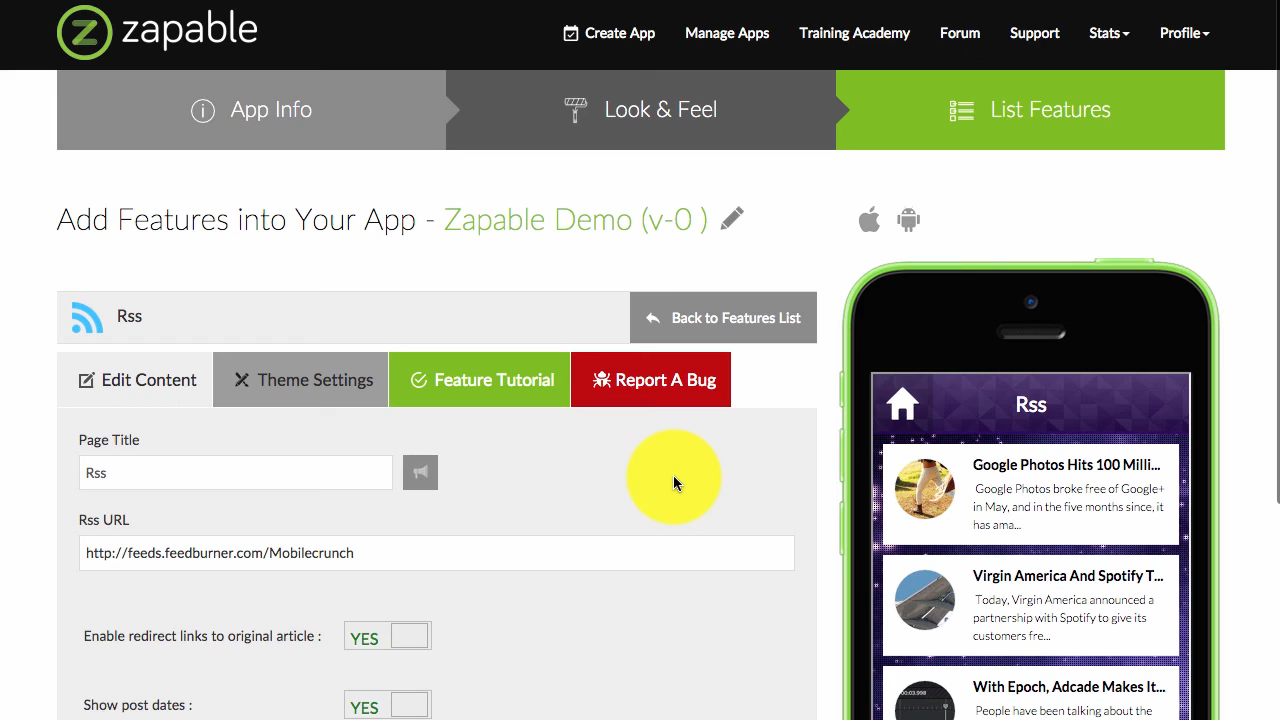 zapable
Create App
Manage Apps
Training Academy
Forum
Support
Stats
Profile
App Info
Look & Feel
List Features
Add Features into Your App - Zapable Demo (v-0 )
Rss
Back to Features List
Edit Content
Theme Settings
Feature Tutorial
Report A Bug
Page Title
Rss
Rss URL
http://feeds.feedburner.com/Mobilecrunch
Enable redirect links to original article :
YES
Show post dates :
YES
Rss
Google Photos Hits 100 Milli...
Google Photos broke free of Google+
in May, and in the five months since, it
has ama...
Virgin America And Spotify T...
Today, Virgin America announced a
partnership with Spotify to give its
customers fre...
With Epoch, Adcade Makes It...
People have been talking about the